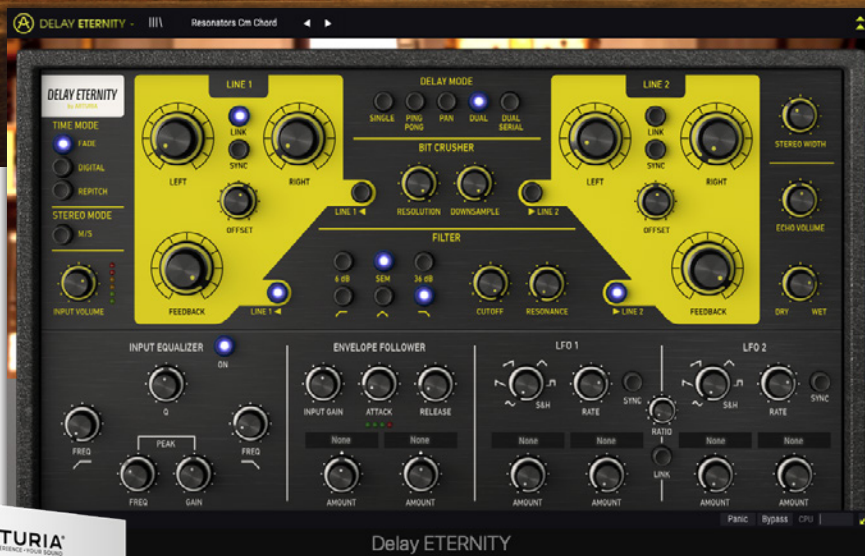 DELAY ETERNITY
Resonators Cm Chord
DELAY ETERNITY
by ARTURIA
TIME MODE
FADE
DIGITAL
REPITCH
STEREO MODE
M/S
INPUT VOLUME
LINE 1
LINK
SYNC
LEFT
RIGHT
OFFSET
FEEDBACK
LINE 1
LINE 1
DELAY MODE
SINGLE
PING PONG
PAN
DUAL
DUAL SERIAL
BIT CRUSHER
RESOLUTION
DOWNSAMPLE
FILTER
6 dB
SEM
36 dB
CUTOFF
RESONANCE
LINE 2
LINE 2
LINE 2
LINK
SYNC
LEFT
RIGHT
OFFSET
FEEDBACK
STEREO WIDTH
ECHO VOLUME
DRY
WET
INPUT EQUALIZER
ON
Q
FREQ
PEAK
FREQ
FREQ
GAIN
ENVELOPE FOLLOWER
INPUT GAIN
ATTACK
RELEASE
None
None
AMOUNT
AMOUNT
LFO 1
S&H
RATE
SYNC
None
None
AMOUNT
AMOUNT
RATIO
LINK
LFO 2
S&H
RATE
SYNC
None
None
AMOUNT
AMOUNT
Panic
Bypass
CPU
TURIA
ERIENCE • YOUR SOUND
Delay ETERNITY